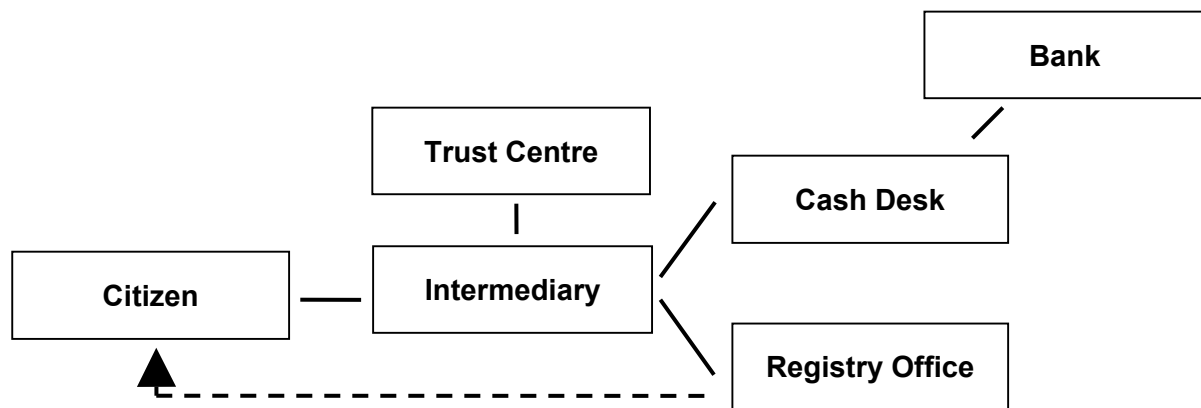 Bank
Trust Centre
Cash Desk
Citizen
Intermediary
Registry Office